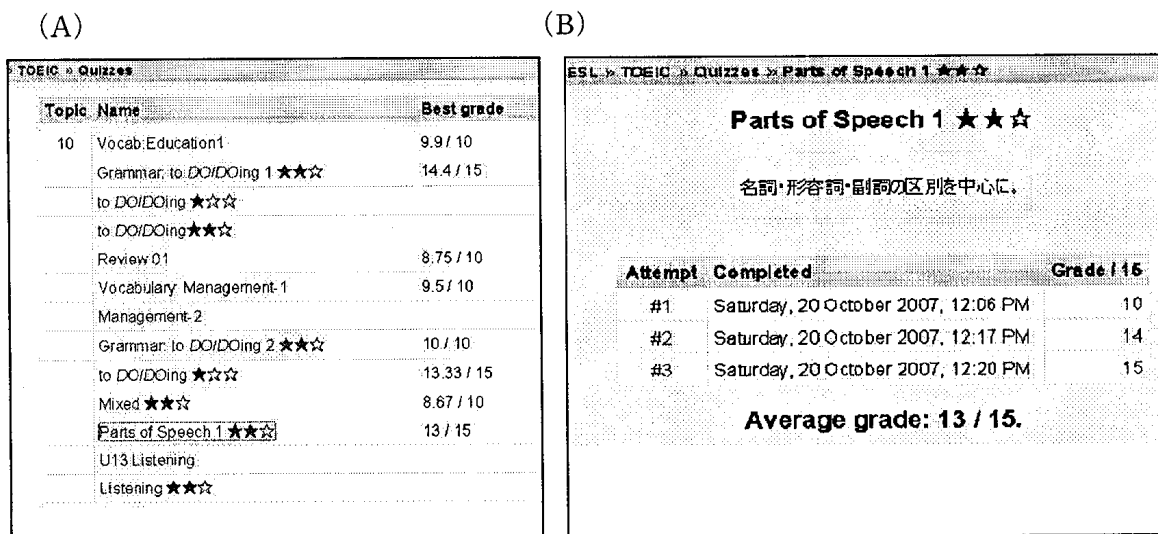 (A)
(B)
» TOEIC » Quizzes
Topic Name Best grade
10 Vocab:Education1 9.9 / 10
Grammar: to DO/DOing 1 ★★☆ 14.4 / 15
to DO/DOing ★☆☆
to DO/DOing★★☆
Review 01 8.75 / 10
Vocabulary: Management-1 9.5 / 10
Management-2
Grammar: to DO/DOing 2 ★★☆ 10 / 10
to DO/DOing ★☆☆ 13.33 / 15
Mixed ★★☆ 8.67 / 10
Parts of Speech 1 ★★☆ 13 / 15
U13 Listening
Listening ★★☆
ESL » TOEIC » Quizzes » Parts of Speech 1 ★★☆
Parts of Speech 1 ★★☆
名詞・形容詞・副詞の区別を中心に。
Attempt Completed Grade / 15
#1 Saturday, 20 October 2007, 12:06 PM 10
#2 Saturday, 20 October 2007, 12:17 PM 14
#3 Saturday, 20 October 2007, 12:20 PM 15
Average grade: 13 / 15.